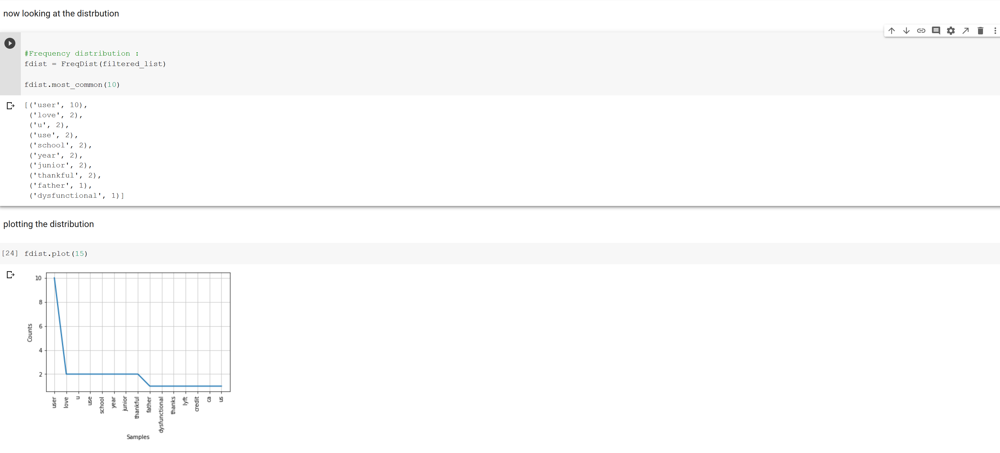 now looking at the distrbution
#Frequency distribution :
fdist = FreqDist(filtered_list)
fdist.most_common(10)
[('user', 10),
('love', 2),
('u', 2),
('use', 2),
('school', 2),
('year', 2),
('junior', 2),
('thankful', 2),
('father', 1),
('dysfunctional', 1)]
plotting the distribution
[24] fdist.plot(15)
10
8
6
4
2
Counts
user
love
u
use
school
year
junior
thankful
father
dysfunctional
thanks
lyft
credit
ca
us
Samples